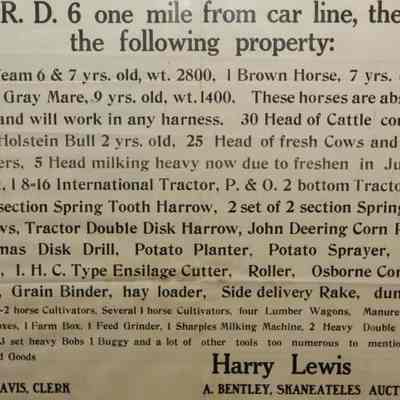 R. D. 6 one mile from car line, the
the following property:
Team 6 & 7 yrs. old, wt. 2800, 1 Brown Horse, 7 yrs.
Gray Mare, 9 yrs. old, wt. 1400. These horses are abs
and will work in any harness. 30 Head of Cattle con
Holstein Bull 2 yrs. old, 25 Head of fresh Cows and
ers, 5 Head milking heavy now due to freshen in Ju
, 1 8-16 International Tractor, P. & O. 2 bottom Tracto
section Spring Tooth Harrow, 2 set of 2 section Spring
ws, Tractor Double Disk Harrow, John Deering Corn P
mas Disk Drill, Potato Planter, Potato Sprayer,
, I. H. C. Type Ensilage Cutter, Roller, Osborne Cor
, Grain Binder, hay loader, Side delivery Rake, dum
-2 horse Cultivators, Several 1 horse Cultivators, four Lumber Wagons, Manure
oxes, 1 Farm Box, 1 Feed Grinder, 1 Sharples Milking Machine, 2 Heavy Double
3 set heavy Bobs 1 Buggy and a lot of other tools too numerous to mentio
d Goods
Harry Lewis
AVIS, CLERK
A. BENTLEY, SKANEATELES AUCT